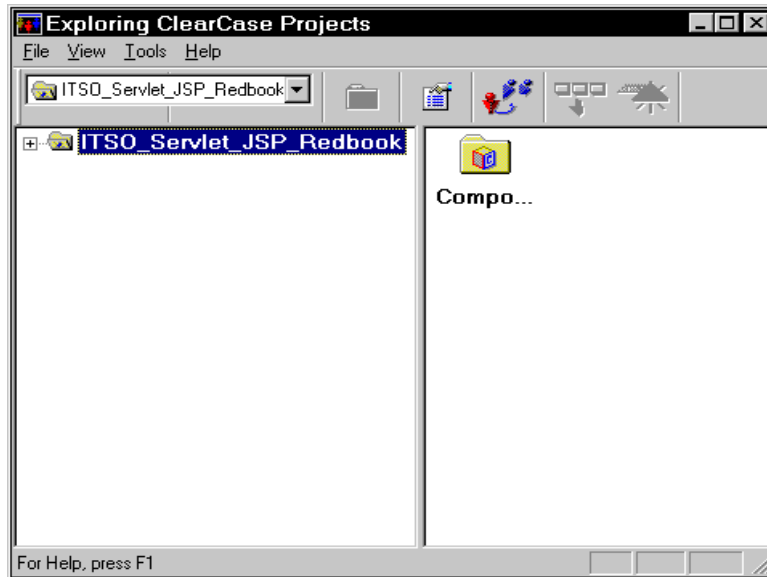 Exploring ClearCase Projects
File View Tools Help
ITSO_Servlet_JSP_Redbook
ITSO_Servlet_JSP_Redbook
Compo...
For Help, press F1